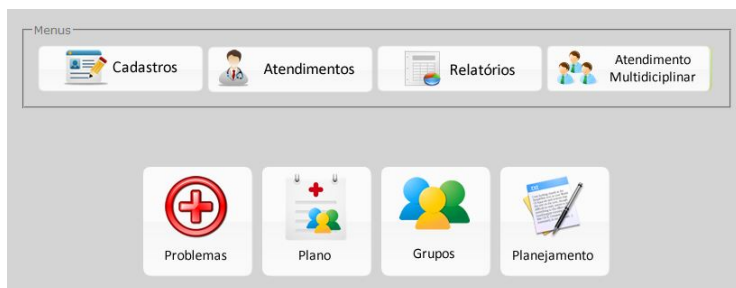 Menus
Cadastros
Atendimentos
Relatórios
Atendimento
Multidiciplinar
Problemas
Plano
Grupos
Planejamento